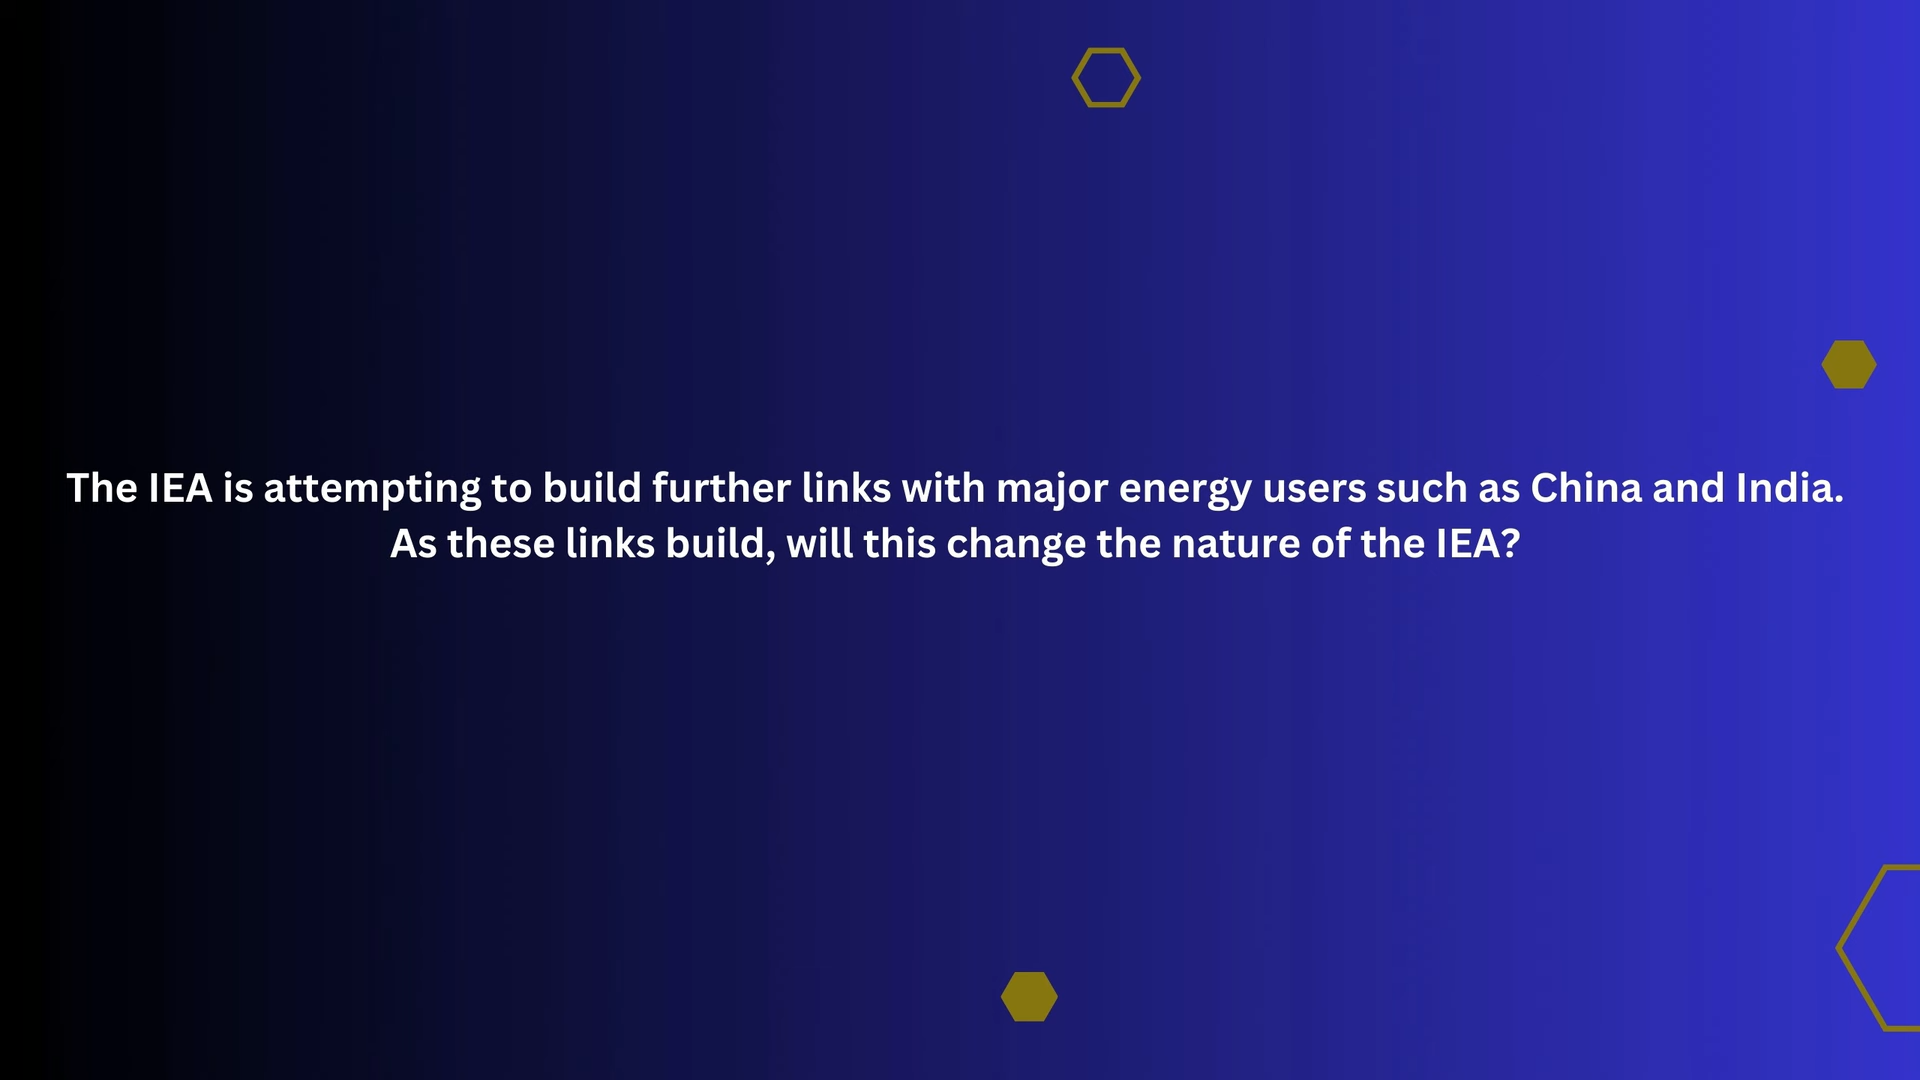 The IEA is attempting to build further links with major energy users such as China and India.
As these links build, will this change the nature of the IEA?